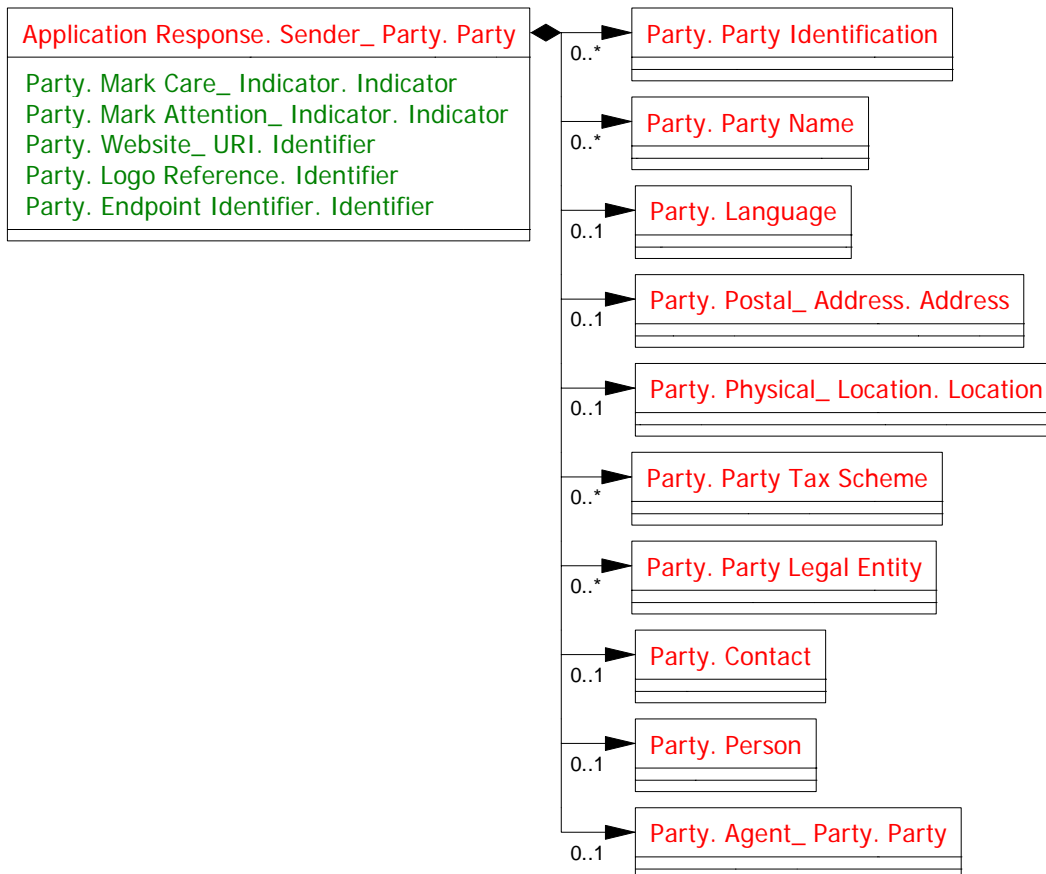 Application Response. Sender_ Party. Party
Party. Mark Care_ Indicator. Indicator
Party. Mark Attention_ Indicator. Indicator
Party. Website_ URI. Identifier
Party. Logo Reference. Identifier
Party. Endpoint Identifier. Identifier
0..*
Party. Party Identification
0..*
Party. Party Name
0..1
Party. Language
0..1
Party. Postal_ Address. Address
0..1
Party. Physical_ Location. Location
0..*
Party. Party Tax Scheme
0..*
Party. Party Legal Entity
0..1
Party. Contact
0..1
Party. Person
0..1
Party. Agent_ Party. Party